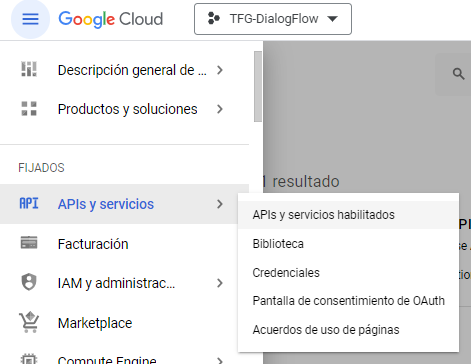 Google Cloud
TFG-DialogFlow
Descripción general de ...
Productos y soluciones
1 resultado
FIJADOS
API APIs y servicios
APIs y servicios habilitados
Biblioteca
Facturación
Credenciales
IAM y administrac...
Pantalla de consentimiento de OAuth
Marketplace
Acuerdos de uso de páginas
Compute Engine